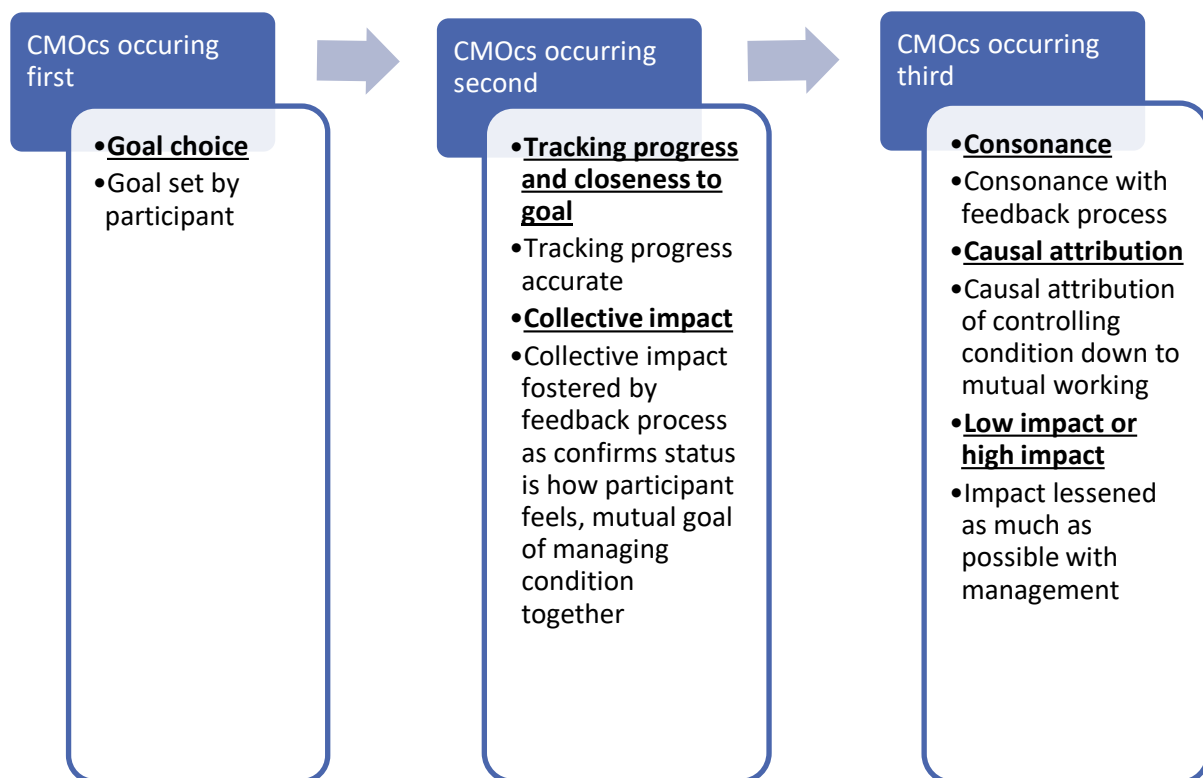 CMOcs occuring
first
•Goal choice
•Goal set by
participant
CMOcs occurring
second
•Tracking progress
and closeness to
goal
•Tracking progress
accurate
•Collective impact
•Collective impact
fostered by
feedback process
as confirms status
is how participant
feels, mutual goal
of managing
condition
together
CMOcs occurring
third
•Consonance
•Consonance with
feedback process
•Causal attribution
•Causal attribution
of controlling
condition down to
mutual working
•Low impact or
high impact
•Impact lessened
as much as
possible with
management